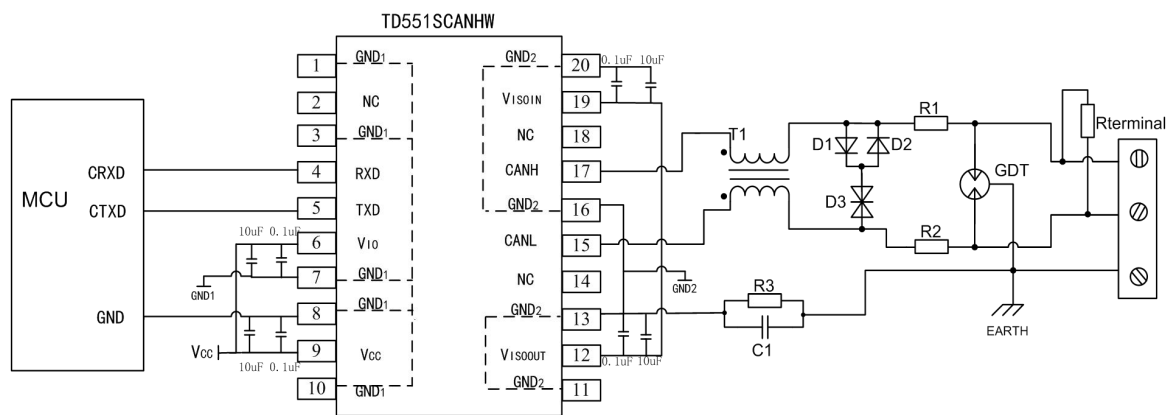 TD551SCANHW
MCU
CRXD
CTXD
GND
1
2
3
4
5
6
7
8
9
10
GND1
NC
GND1
RXD
TXD
VIO
GND1
GND1
VCC
GND1
GND2
VISOIN
NC
CANH
GND2
CANL
NC
GND2
VISOOUT
GND2
20
19
18
17
16
15
14
13
12
11
10uF 0.1uF
GND1
VCC
10uF 0.1uF
0.1uF 10uF
GND2
0.1uF 10uF
T1
D1
D2
D3
R1
R2
GDT
Rterminal
R3
C1
EARTH